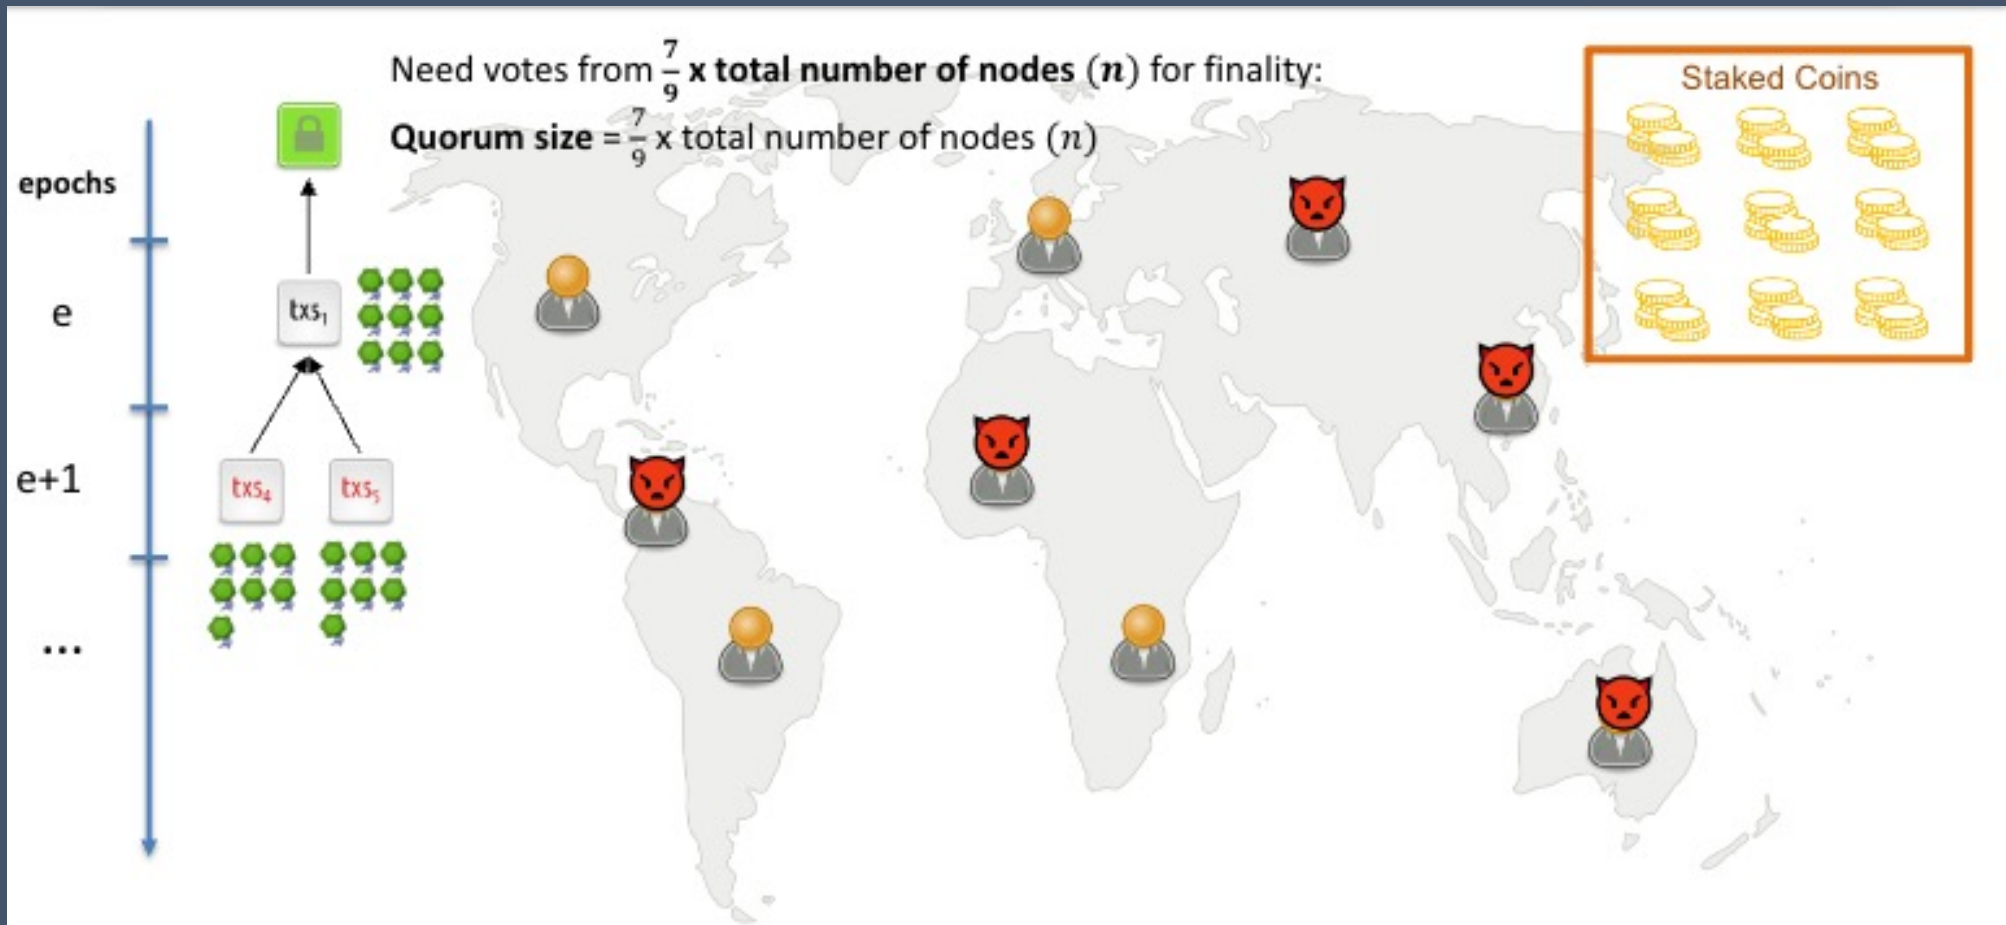 Need votes from 7/9 x total number of nodes (n) for finality:
Quorum size = 7/9 x total number of nodes (n)
Staked Coins
epochs
e
txs₁
e+1
txs₄
txs₅
...